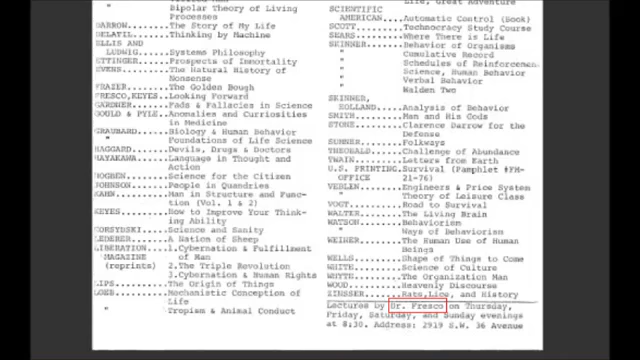 " Bipolar Theory of Living
Processes
DARROW.........The Story of My Life
DELAFIL........Thinking by Machine
ELLIS AND
LUDWIG.......Systems Philosophy
ETTINGER.......Prospects of Inmortality
EVENS..........The Natural History of
Nonsense
FRAZER.........The Golden Bough
FRESCO,KEYES...Looking Forward
GARDNER........Fads & Fallacies in Science
GOULD & PYLE...Anomalies and Curriosities
in Medicine
GRAUBARD.......Biology & Human Behavior
" Foundations of Life Science
HAGGARD........Devils, Drugs & Doctors
HAYAKAWA.......Language in Thought and
Action
HOGBEN.........Science for the Citizen
JOHNSON........People in Quandries
KAHN...........Man in Structure and Func-
tion (Vol. 1 & 2)
KEYES..........How to Improve Your Think-
ing Ability
KORSYDSKI......Science and Sanity
LEDERER........A Nation of Sheep
LIBERATION.....1.Cybernation & Fulfillment
MAGAZINE of Man
(reprints) 2.The Triple Revolution
3.Cybernation & Human Rights
LIPS...........The Origin of Things
LOEB...........Mechanistic Conception of
Life
" Tropism & Animal Conduct
Life, Great Adventure
SCIENTIFIC
AMERICAN.....Automatic Control (Book)
SCOTT..........Technocracy Study Course
SEARS..........Where There is Life
SKINNER........Behavior of Organisms
" Cumulative Record
" Schedules of Reinforcemen
" Science, Human Behavior
" Verbal Behavior
" Walden Two
SKINNER,
HOLLAND......Analysis of Behavior
SMITH..........Man and His Gods
STONE..........Clarence Darrow for the
Defense
SUMNER.........Folkways
THEOBALD.......Challenge of Abundance
TWAIN..........Letters from Earth
U.S. PRINTING.Survival (Pamphlet #FM-
OFFICE 21-76)
VEBLEN.........Engineers & Price System
" Theory of Leisure Class
VOGT...........Road to Survival
WALTER.........The Living Brain
WATSON.........Behaviorism
" Ways of Behaviorism
WEINER.........The Human Use of Human
Beings
WELLS..........Shape of Things to Come
WHITE..........Science of Culture
WHYTE..........The Organization Man
WOOD...........Heavenly Discourse
ZINSSER........Rats,Lice, and History
Lectures by Dr. Fresco on Thursday,
Friday, Saturday, and Sunday evenings
at 8:30. Address: 2919 S.W. 36 Avenue